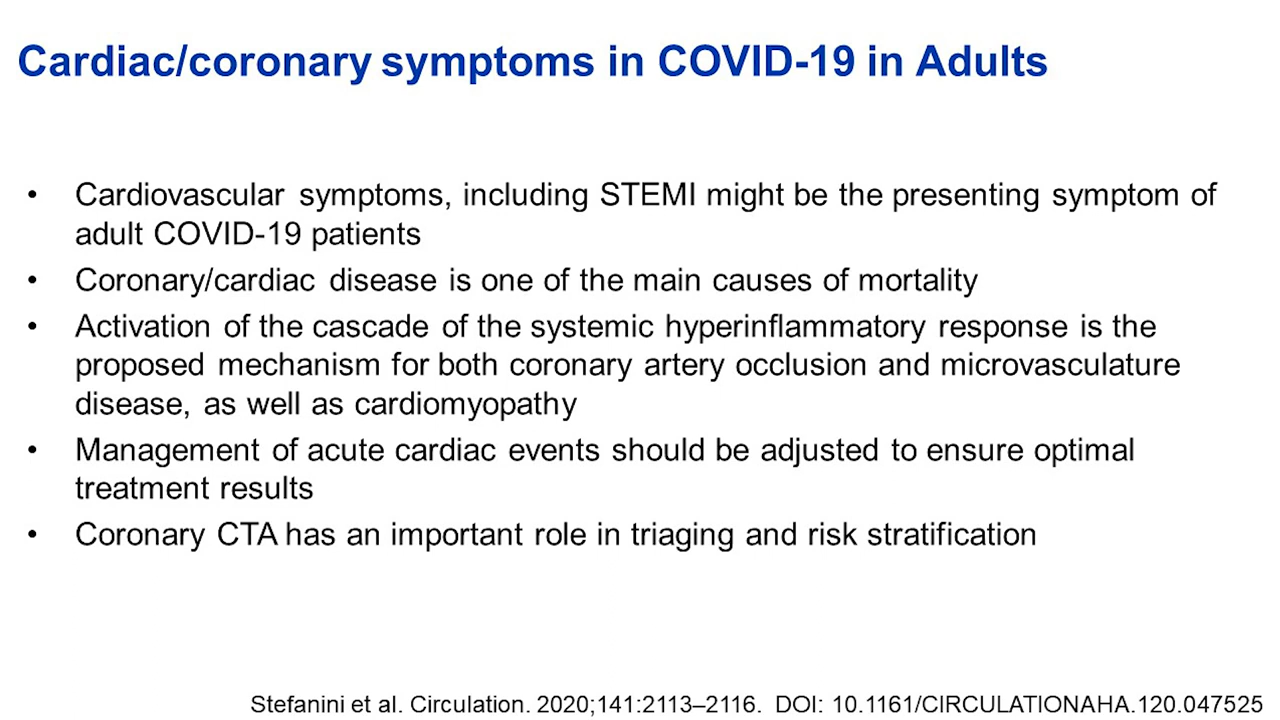 Cardiac/coronary symptoms in COVID-19 in Adults
• Cardiovascular symptoms, including STEMI might be the presenting symptom of
adult COVID-19 patients
• Coronary/cardiac disease is one of the main causes of mortality
• Activation of the cascade of the systemic hyperinflammatory response is the
proposed mechanism for both coronary artery occlusion and microvasculature
disease, as well as cardiomyopathy
• Management of acute cardiac events should be adjusted to ensure optimal
treatment results
• Coronary CTA has an important role in triaging and risk stratification
Stefanini et al. Circulation. 2020;141:2113–2116. DOI: 10.1161/CIRCULATIONAHA.120.047525